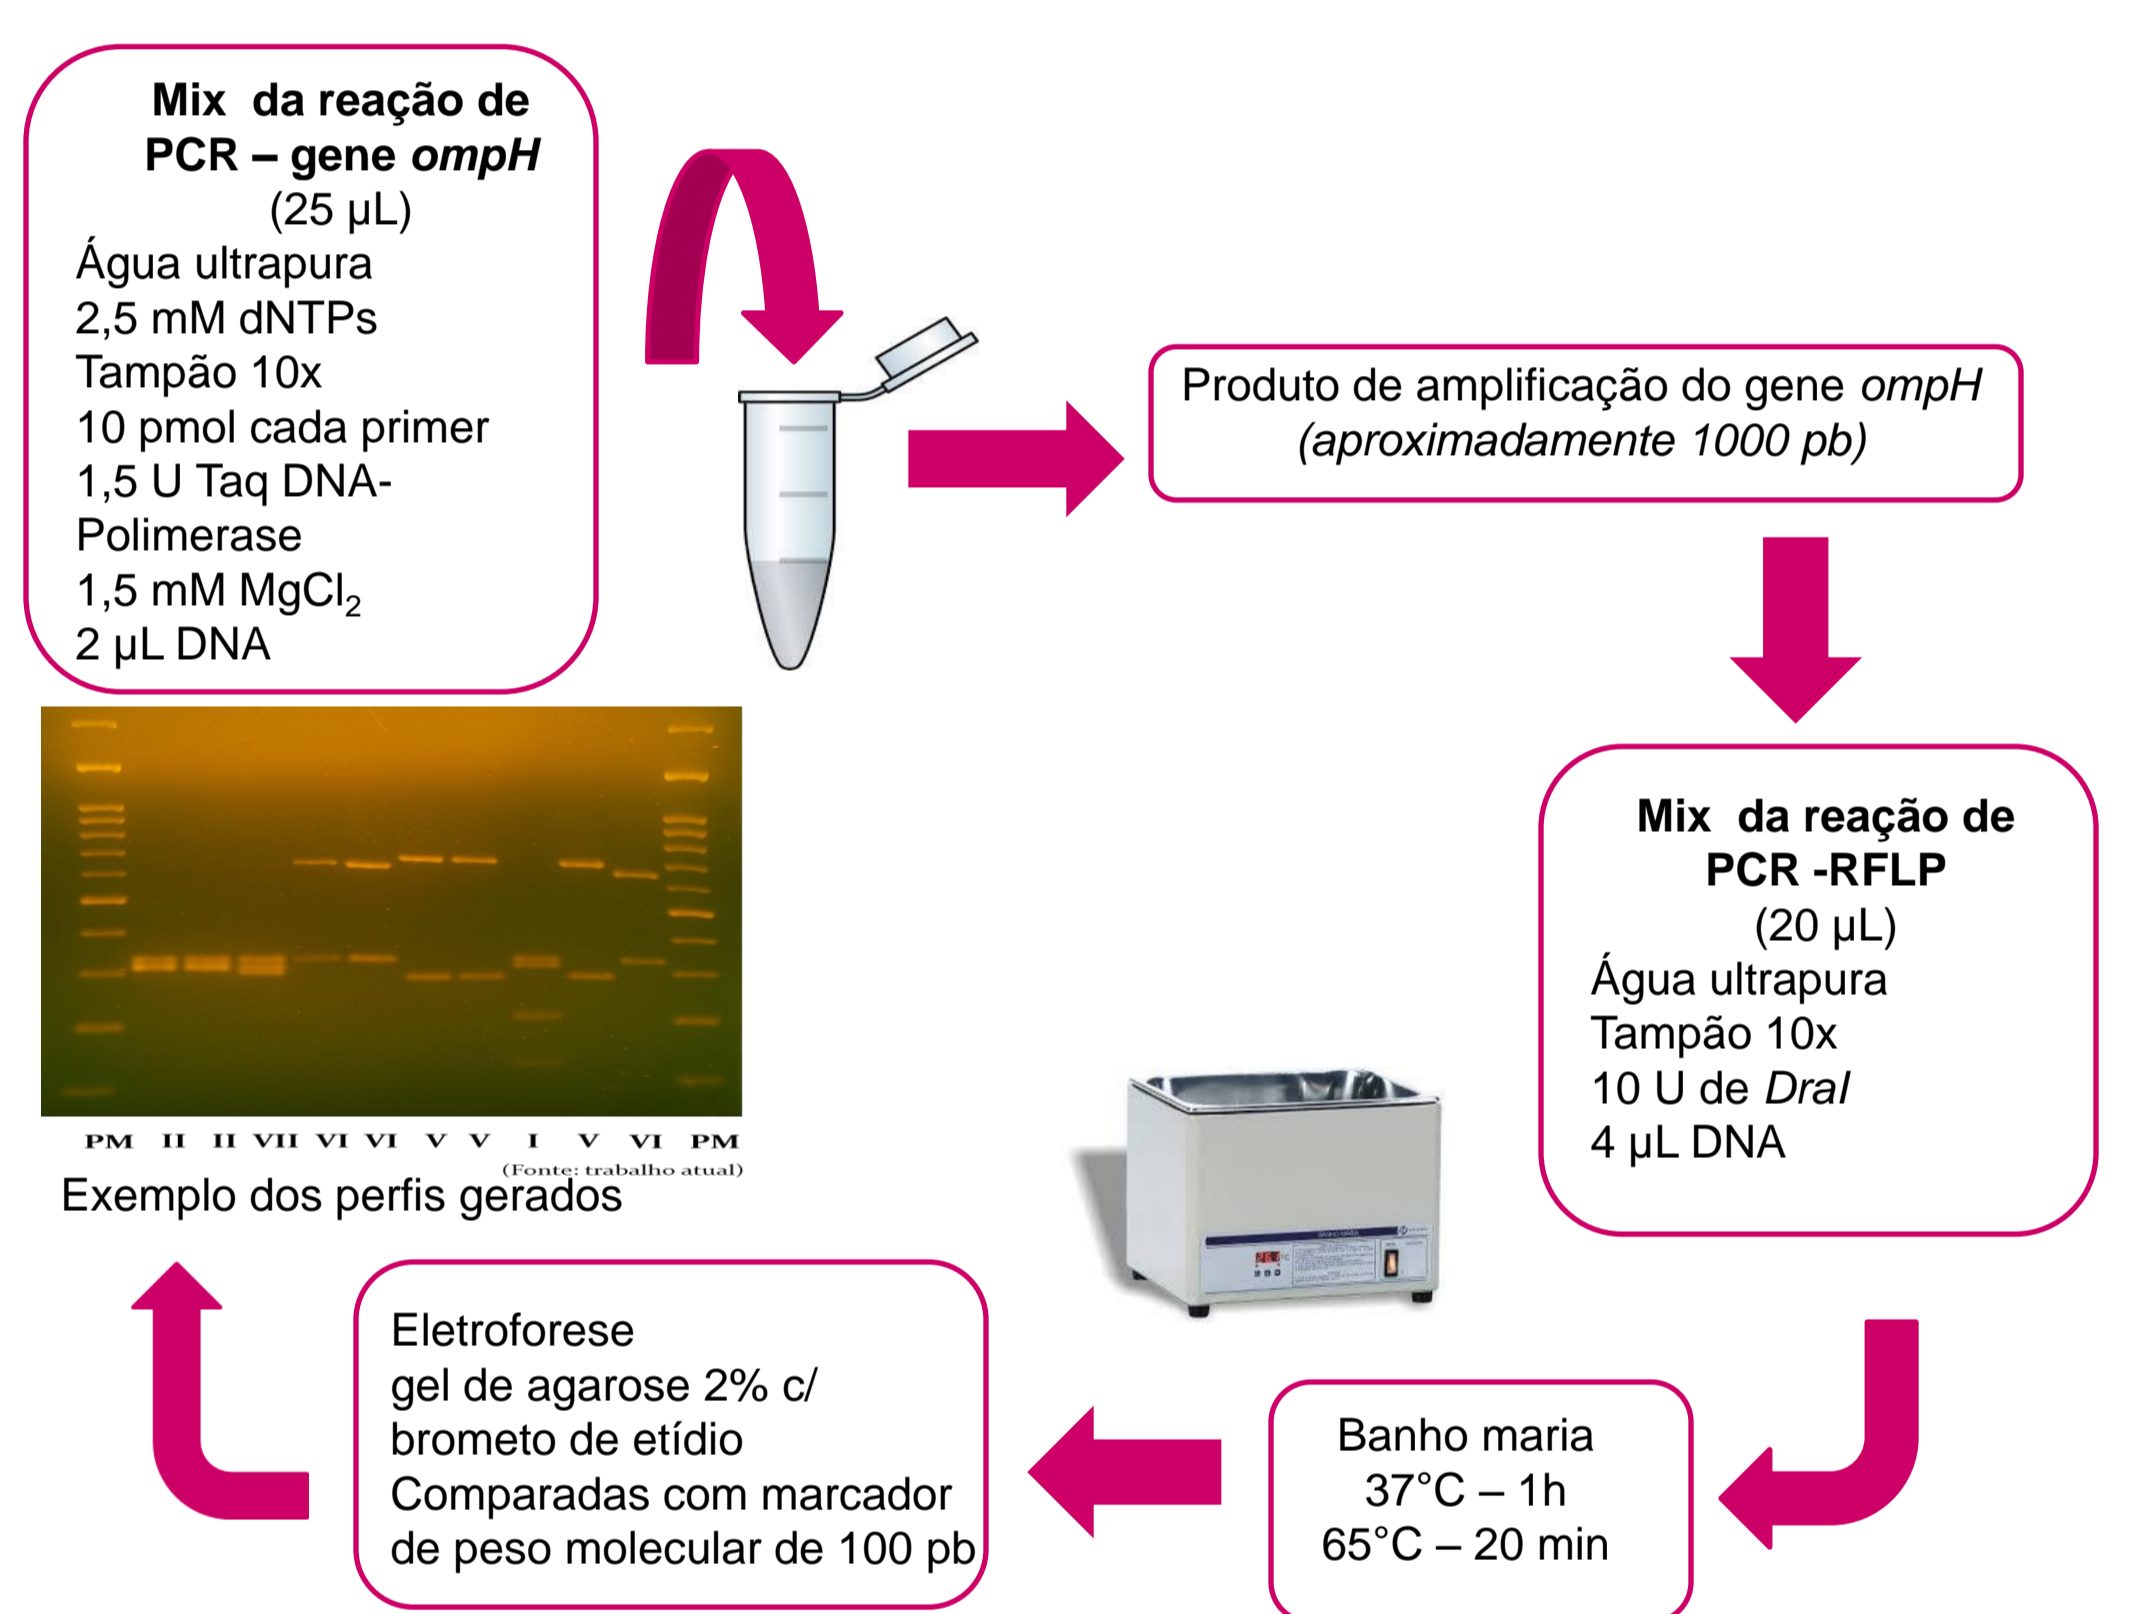 Mix da reação de
PCR – gene ompH
(25 µL)
Água ultrapura
2,5 mM dNTPs
Tampão 10x
10 pmol cada primer
1,5 U Taq DNA-
Polimerase
1,5 mM MgCl₂
2 µL DNA
Produto de amplificação do gene ompH
(aproximadamente 1000 pb)
Mix da reação de
PCR -RFLP
(20 µL)
Água ultrapura
Tampão 10x
10 U de DraI
4 µL DNA
Banho maria
37°C – 1h
65°C – 20 min
BANHO MARIA
Eletroforese
gel de agarose 2% c/
brometo de etídio
Comparadas com marcador
de peso molecular de 100 pb
PM II II VII VI VI V V I V VI PM
(Fonte: trabalho atual)
Exemplo dos perfis gerados